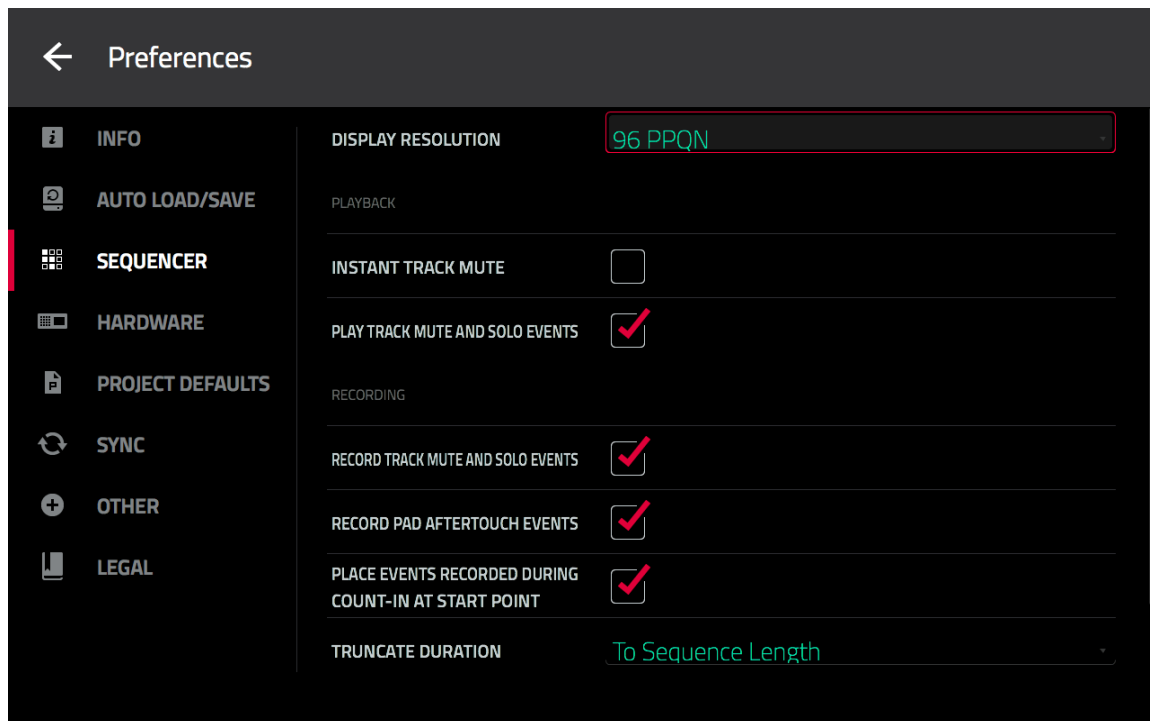 Preferences
INFO
AUTO LOAD/SAVE
SEQUENCER
HARDWARE
PROJECT DEFAULTS
SYNC
OTHER
LEGAL
DISPLAY RESOLUTION
96 PPQN
PLAYBACK
INSTANT TRACK MUTE
PLAY TRACK MUTE AND SOLO EVENTS
RECORDING
RECORD TRACK MUTE AND SOLO EVENTS
RECORD PAD AFTERTOUCH EVENTS
PLACE EVENTS RECORDED DURING
COUNT-IN AT START POINT
TRUNCATE DURATION
To Sequence Length